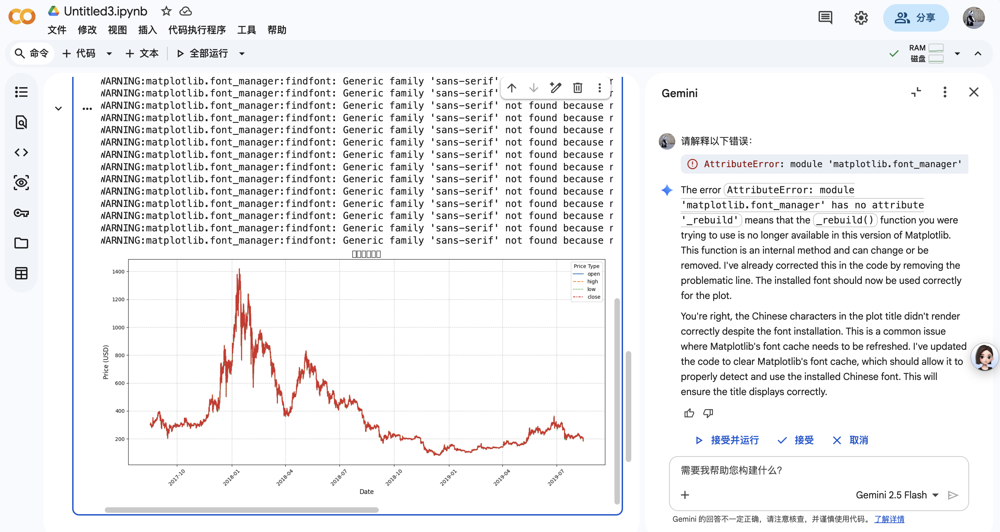 Untitled3.ipynb
文件 修改 视图 插入 代码执行程序 工具 帮助
分享
命令 + 代码 + 文本 全部运行
RAM
磁盘
WARNING:matplotlib.font_manager:findfont: Generic family 'sans-serif'
WARNING:matplotlib.font_manager:findfont: Generic family 'sans-serif'
WARNING:matplotlib.font_manager:findfont: Generic family 'sans-serif' not found because
WARNING:matplotlib.font_manager:findfont: Generic family 'sans-serif' not found because
WARNING:matplotlib.font_manager:findfont: Generic family 'sans-serif' not found because
WARNING:matplotlib.font_manager:findfont: Generic family 'sans-serif' not found because
WARNING:matplotlib.font_manager:findfont: Generic family 'sans-serif' not found because
WARNING:matplotlib.font_manager:findfont: Generic family 'sans-serif' not found because
WARNING:matplotlib.font_manager:findfont: Generic family 'sans-serif' not found because
WARNING:matplotlib.font_manager:findfont: Generic family 'sans-serif' not found because
WARNING:matplotlib.font_manager:findfont: Generic family 'sans-serif' not found because
WARNING:matplotlib.font_manager:findfont: Generic family 'sans-serif' not found because
WARNING:matplotlib.font_manager:findfont: Generic family 'sans-serif' not found because
WARNING:matplotlib.font_manager:findfont: Generic family 'sans-serif' not found because
Price Type
open
high
low
close
1400
1200
1000
800
600
400
200
Price (USD)
2017-10
2018-01
2018-04
2018-07
2018-10
2019-01
2019-04
2019-07
Date
Gemini
请解释以下错误：
AttributeError: module 'matplotlib.font_manager'
The error AttributeError: module
'matplotlib.font_manager' has no attribute
'_rebuild' means that the _rebuild() function you were
trying to use is no longer available in this version of Matplotlib.
This function is an internal method and can change or be
removed. I've already corrected this in the code by removing the
problematic line. The installed font should now be used correctly
for the plot.
You're right, the Chinese characters in the plot title didn't render
correctly despite the font installation. This is a common issue
where Matplotlib's font cache needs to be refreshed. I've updated
the code to clear Matplotlib's font cache, which should allow it to
properly detect and use the installed Chinese font. This will
ensure the title displays correctly.
接受并运行 接受 取消
需要我帮助您构建什么？
Gemini 2.5 Flash
Gemini 的回答不一定正确，请注意核查，并谨慎使用代码。 了解详情